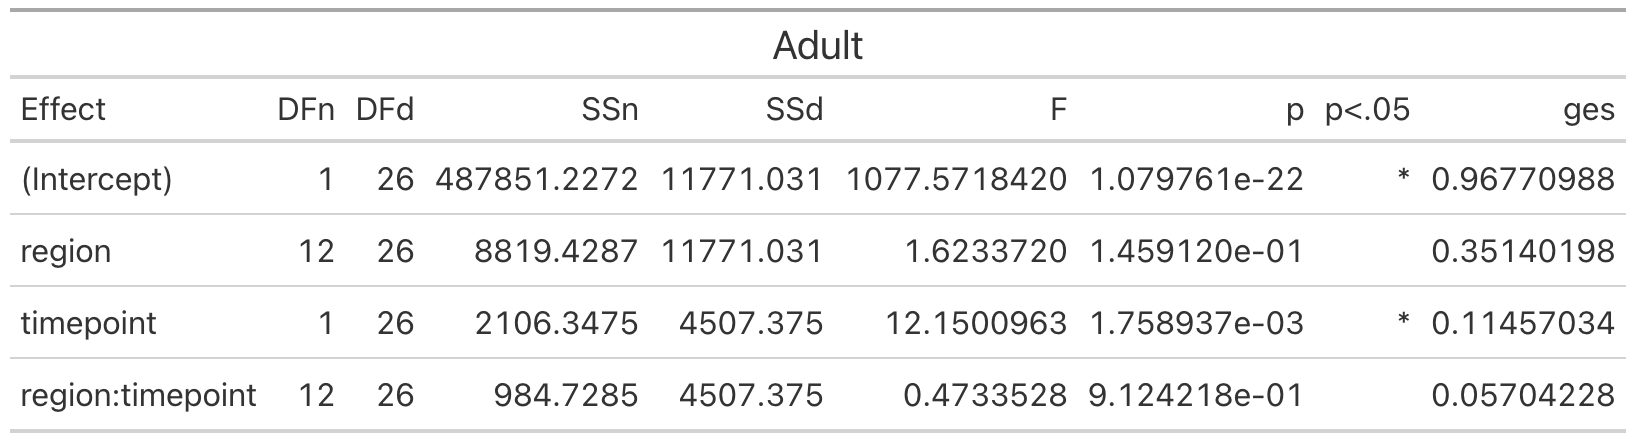 Adult
Effect DFn DFd SSn SSd F p p<.05 ges
(Intercept) 1 26 487851.2272 11771.031 1077.5718420 1.079761e-22 * 0.96770988
region 12 26 8819.4287 11771.031 1.6233720 1.459120e-01 0.35140198
timepoint 1 26 2106.3475 4507.375 12.1500963 1.758937e-03 * 0.11457034
region:timepoint 12 26 984.7285 4507.375 0.4733528 9.124218e-01 0.05704228